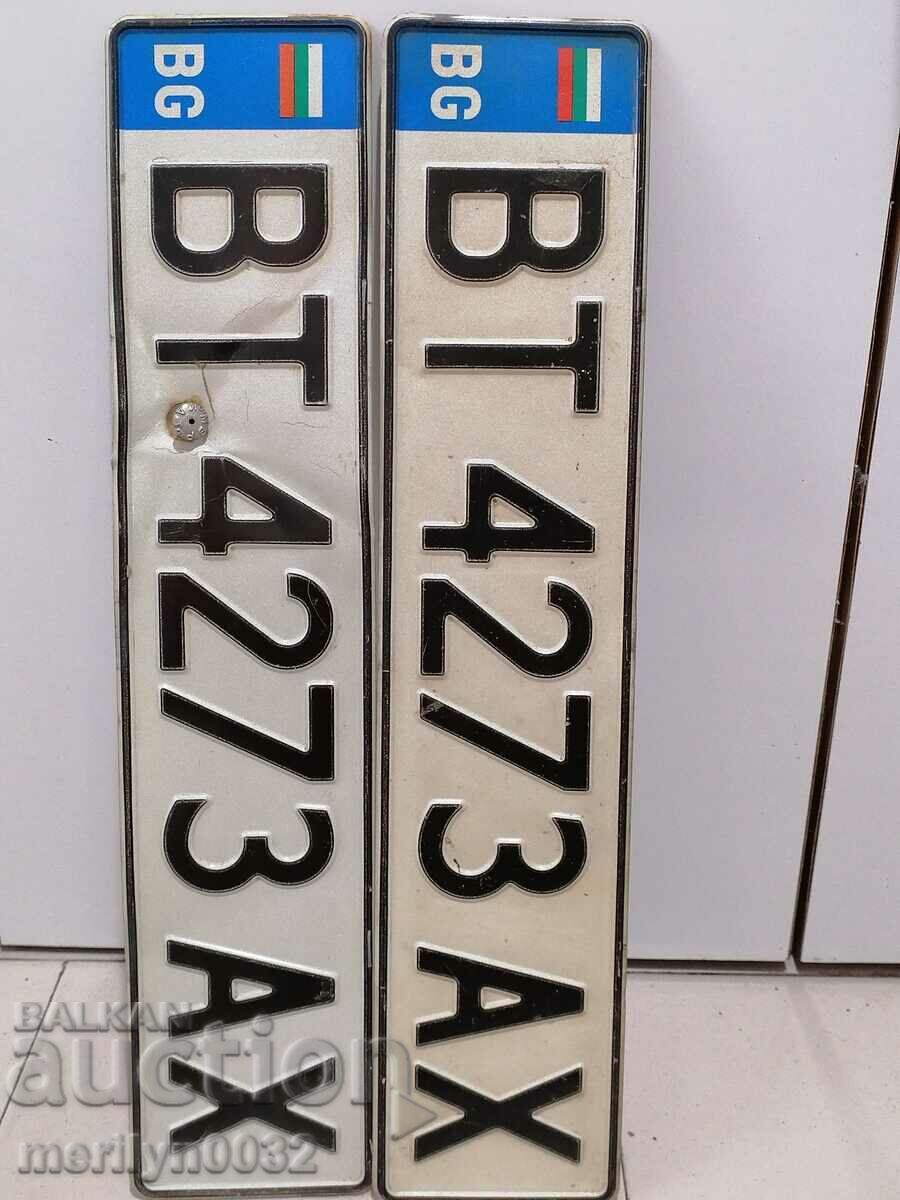 BG
BT 4273 AX
BG
BT 4273 AX
BALKAN
auction
merilyn0032